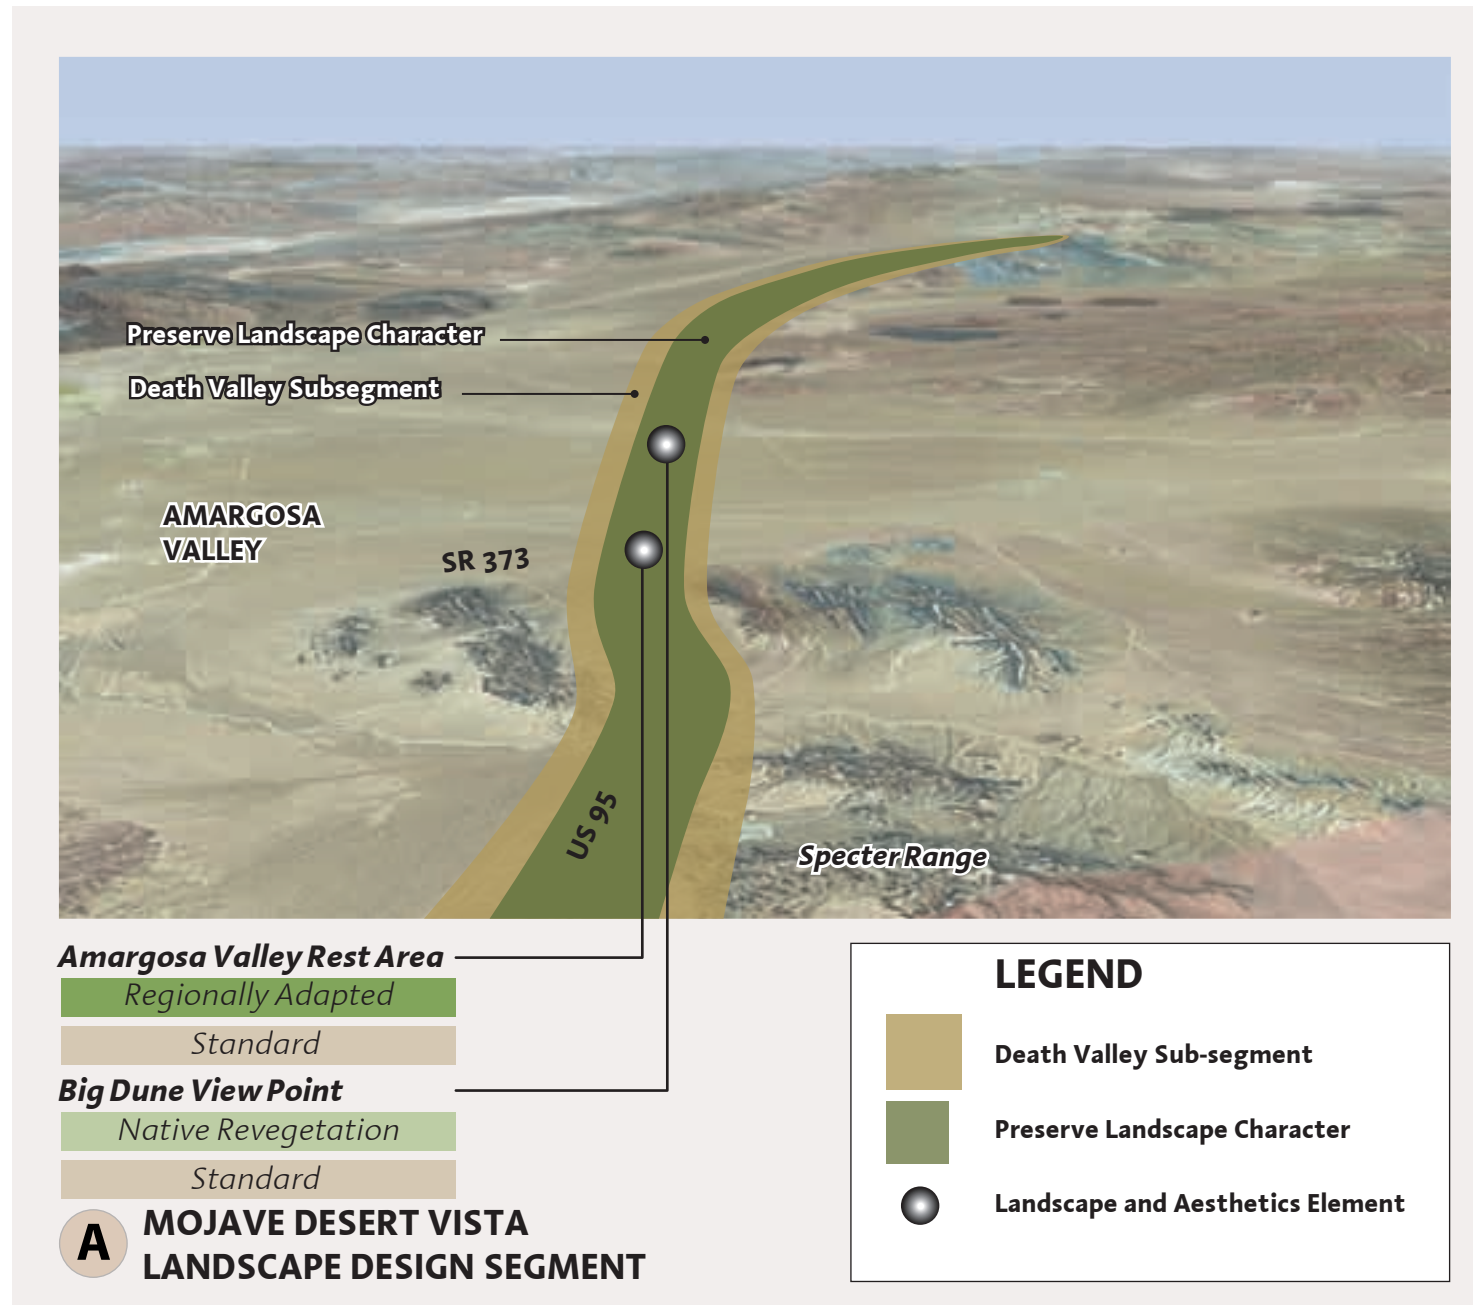 Preserve Landscape Character
Death Valley Subsegment
AMARGOSA
VALLEY
SR 373
US 95
Specter Range
Amargosa Valley Rest Area
Regionally Adapted
Standard
Big Dune View Point
Native Revegetation
Standard
A
MOJAVE DESERT VISTA
LANDSCAPE DESIGN SEGMENT
LEGEND
Death Valley Sub-segment
Preserve Landscape Character
Landscape and Aesthetics Element